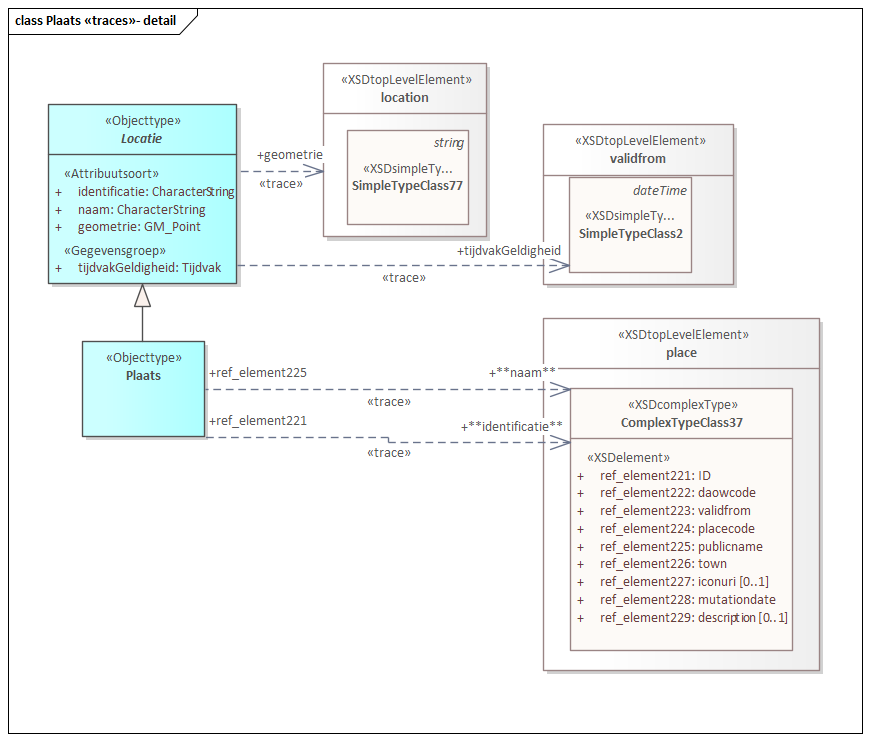 class Plaats «traces»- detail
«Objecttype»
Locatie
«Attribuutsoort»
+ identificatie: CharacterString
+ naam: CharacterString
+ geometrie: GM_Point
«Gegevensgroep»
+ tijdvakGeldigheid: Tijdvak
+geometrie
«trace»
«XSDtopLevelElement»
location
string
«XSDsimpleTy...
SimpleTypeClass77
+tijdvakGeldigheid
«trace»
«XSDtopLevelElement»
validfrom
dateTime
«XSDsimpleTy...
SimpleTypeClass2
«Objecttype»
Plaats
+ref_element225
+**naam**
«trace»
+ref_element221
+**identificatie**
«trace»
«XSDtopLevelElement»
place
«XSDcomplexType»
ComplexTypeClass37
«XSDelement»
+ ref_element221: ID
+ ref_element222: daowcode
+ ref_element223: validfrom
+ ref_element224: placecode
+ ref_element225: publicname
+ ref_element226: town
+ ref_element227: iconuri [0..1]
+ ref_element228: mutationdate
+ ref_element229: description [0..1]